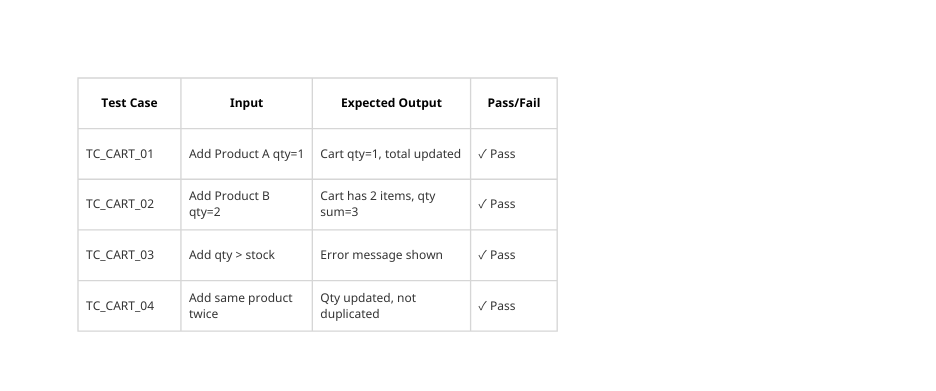 Test Case Input Expected Output Pass/Fail
TC_CART_01 Add Product A qty=1 Cart qty=1, total updated ✓ Pass
TC_CART_02 Add Product B qty=2 Cart has 2 items, qty sum=3 ✓ Pass
TC_CART_03 Add qty > stock Error message shown ✓ Pass
TC_CART_04 Add same product twice Qty updated, not duplicated ✓ Pass